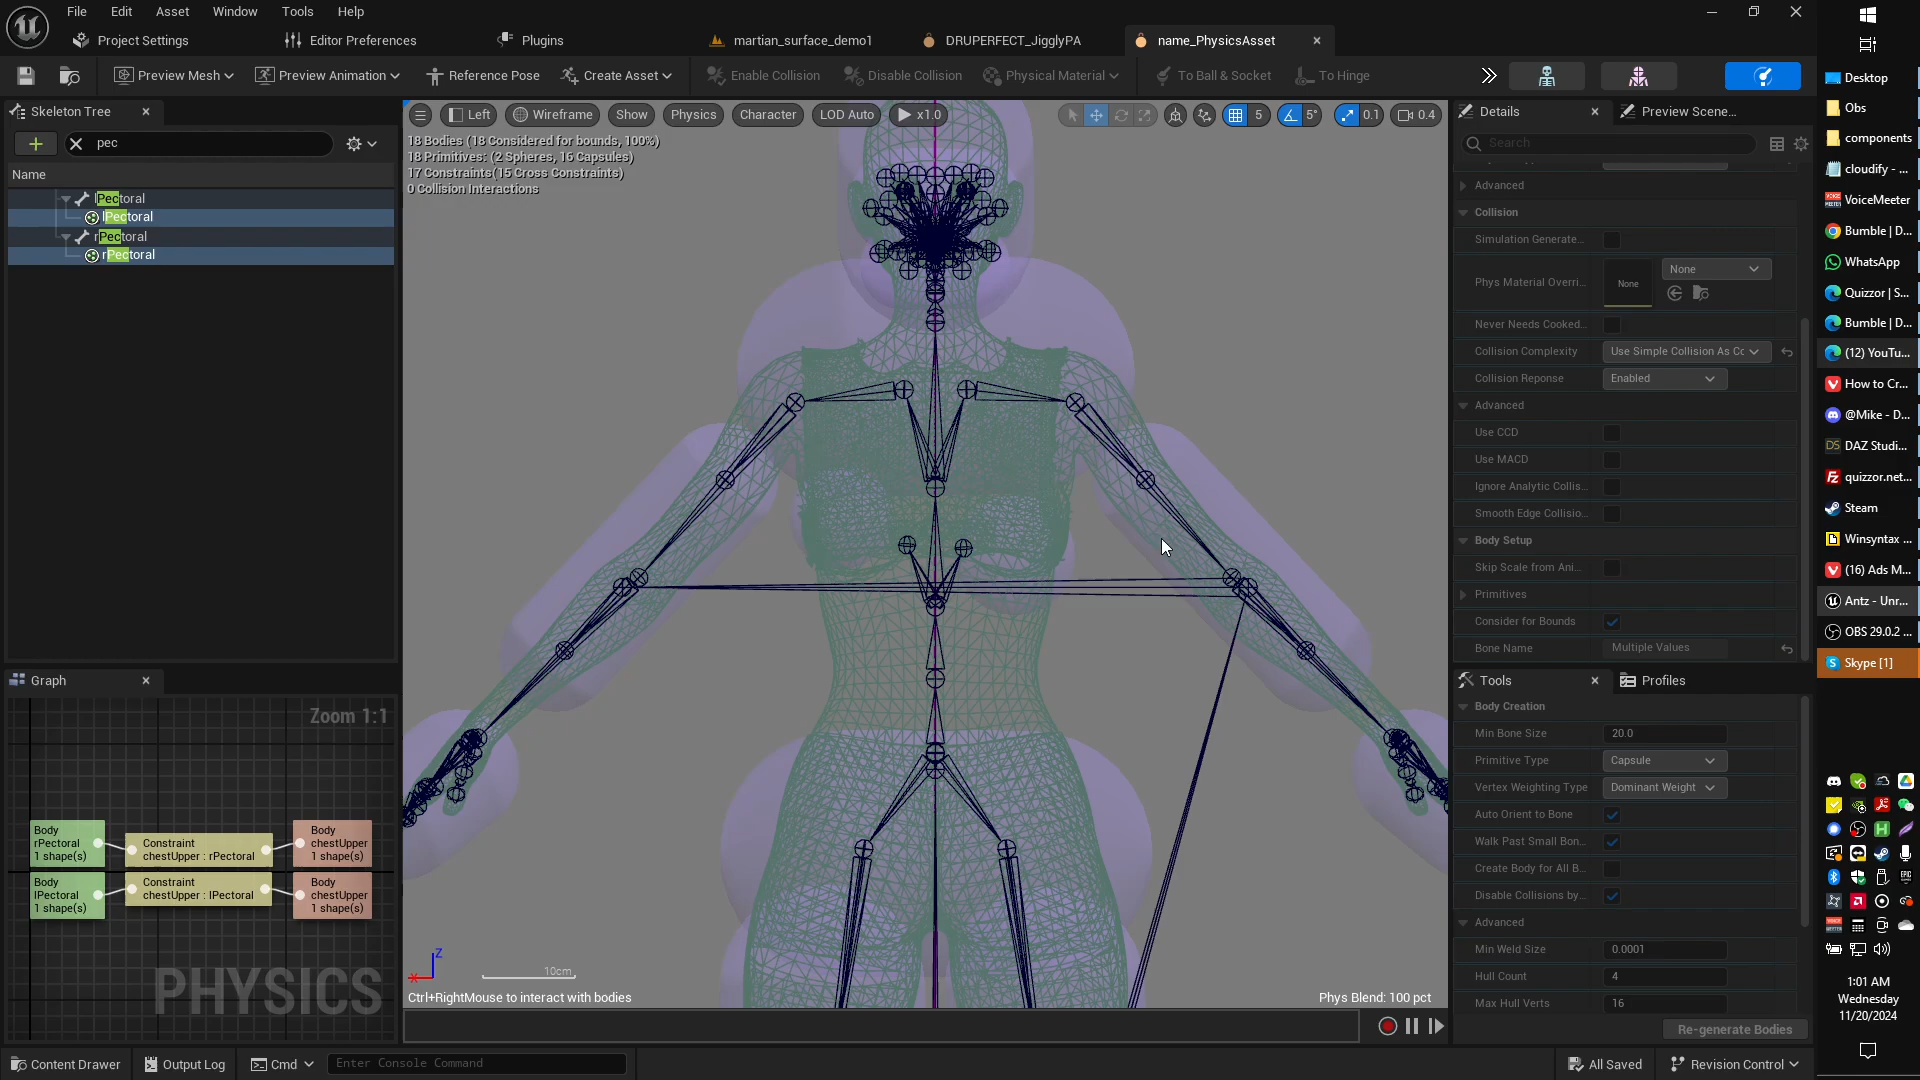 File Edit Asset Window Tools Help
Project Settings
Editor Preferences
Plugins
martian_surface_demo1
DRUPERFECT_JigglyPA
name_PhysicsAsset
Preview Mesh
Preview Animation
Reference Pose
Create Asset
Enable Collision
Disable Collision
Physical Material
To Ball & Socket
To Hinge
Skeleton Tree
pec
Name
lPectoral
lPectoral
rPectoral
rPectoral
Graph
Zoom 1:1
Body
rPectoral
1 shape(s)
Constraint
chestUpper : rPectoral
Body
chestUpper
1 shape(s)
Body
lPectoral
1 shape(s)
Constraint
chestUpper : lPectoral
Body
chestUpper
1 shape(s)
PHYSICS
Left
Wireframe
Show
Physics
Character
LOD Auto
x1.0
5
5°
0.1
0.4
18 Bodies (18 Considered for bounds, 100%)
18 Primitives: (2 Spheres, 16 Capsules)
17 Constraints(15 Cross Constraints)
0 Collision Interactions
Z
X
10cm
Ctrl+RightMouse to interact with bodies
Phys Blend: 100 pct
Details
Preview Scene...
Search
Advanced
Collision
Simulation Generate...
Phys Material Overri...
None
None
Never Needs Cooked...
Collision Complexity
Use Simple Collision As Cc
Collision Reponse
Enabled
Advanced
Use CCD
Use MACD
Ignore Analytic Collis...
Smooth Edge Collisio...
Body Setup
Skip Scale from Ani...
Primitives
Consider for Bounds
Bone Name
Multiple Values
Tools
Profiles
Body Creation
Min Bone Size
20.0
Primitive Type
Capsule
Vertex Weighting Type
Dominant Weight
Auto Orient to Bone
Walk Past Small Bon...
Create Body for All B...
Disable Collisions by...
Advanced
Min Weld Size
0.0001
Hull Count
4
Max Hull Verts
16
Re-generate Bodies
Content Drawer
Output Log
Cmd
Enter Console Command
All Saved
Revision Control
Desktop
Obs
components
cloudify - ...
VoiceMeeter
Bumble | D...
WhatsApp
Quizzor | S...
Bumble | D...
(12) YouTu...
How to Cr...
@Mike - D...
DAZ Studi...
quizzor.net...
Steam
Winsyntax ...
(16) Ads M...
Antz - Unr...
OBS 29.0.2 ...
Skype [1]
1:01 AM
Wednesday
11/20/2024